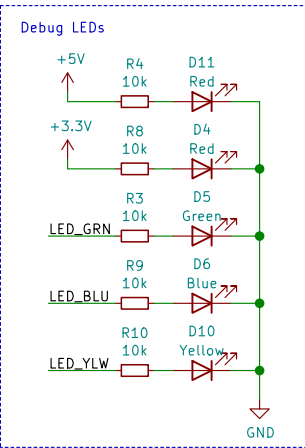 Debug LEDs
+5V
R4
10k
D11
Red
+3.3V
R8
10k
D4
Red
LED_GRN
R3
10k
D5
Green
LED_BLU
R9
10k
D6
Blue
LED_YLW
R10
10k
D10
Yellow
GND